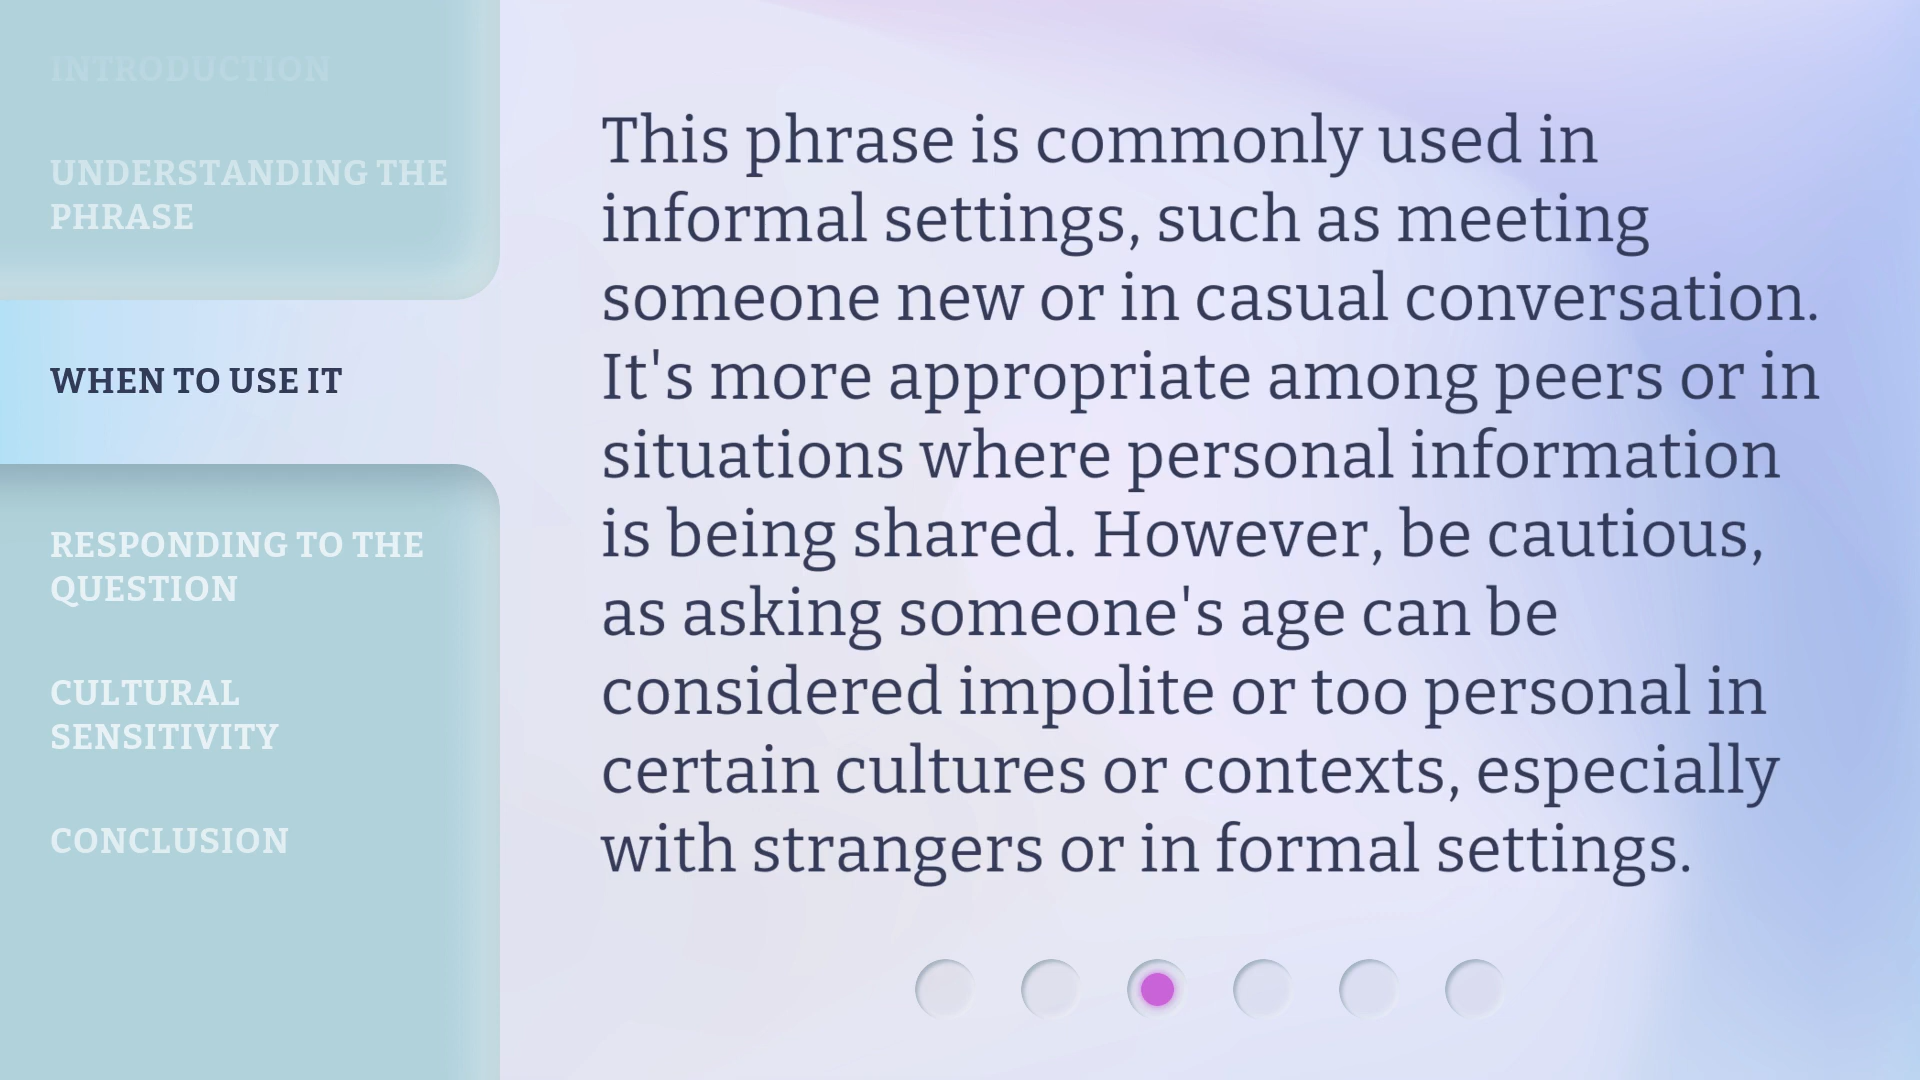 INTRODUCTION
UNDERSTANDING THE
PHRASE
WHEN TO USE IT
RESPONDING TO THE
QUESTION
CULTURAL
SENSITIVITY
CONCLUSION
This phrase is commonly used in
informal settings, such as meeting
someone new or in casual conversation.
It's more appropriate among peers or in
situations where personal information
is being shared. However, be cautious,
as asking someone's age can be
considered impolite or too personal in
certain cultures or contexts, especially
with strangers or in formal settings.